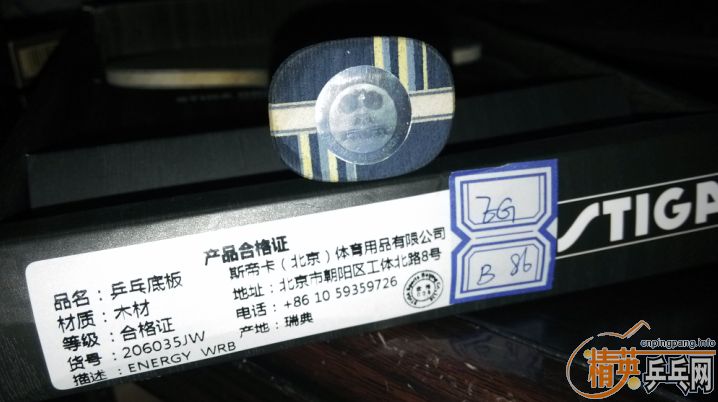 产品合格证
品名：乒乓底板
材质：木材
等级：合格证
货号：206035JW
描述：ENERGY WRB
斯帝卡（北京）体育用品有限公司
地址：北京市朝阳区工体北路8号
电话：+86 10 59359726
产地：瑞典
B 86
STIGA
cnpingpang.info
精英乒乓网